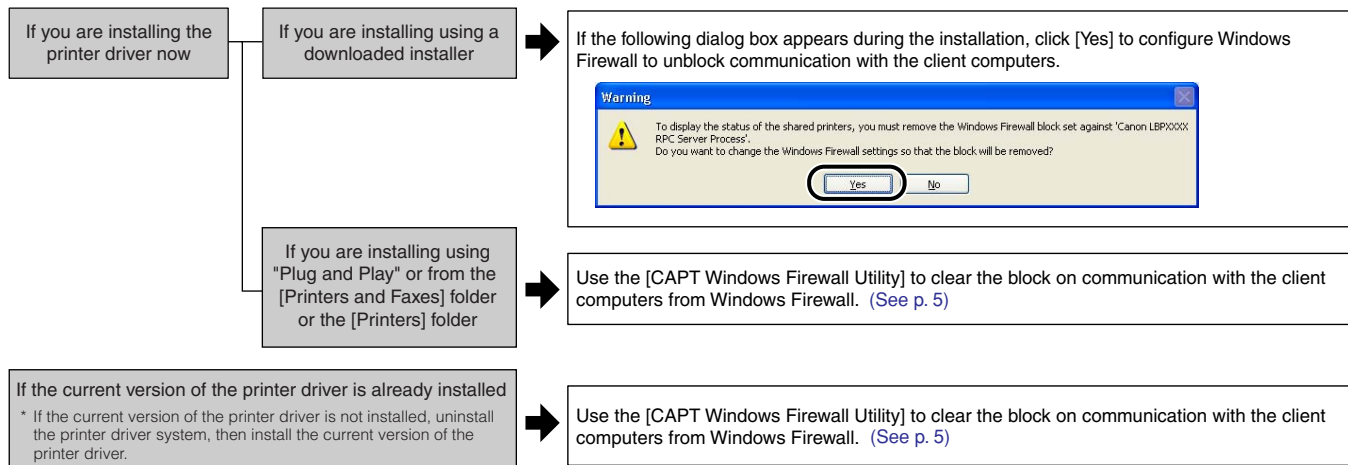 If you are installing the
printer driver now
If you are installing using a
downloaded installer
If the following dialog box appears during the installation, click [Yes] to configure Windows
Firewall to unblock communication with the client computers.
Warning
To display the status of the shared printers, you must remove the Windows Firewall block set against 'Canon LBPXXXX
RPC Server Process'.
Do you want to change the Windows Firewall settings so that the block will be removed?
Yes
No
If you are installing using
"Plug and Play" or from the
[Printers and Faxes] folder
or the [Printers] folder
Use the [CAPT Windows Firewall Utility] to clear the block on communication with the client
computers from Windows Firewall. (See p. 5)
If the current version of the printer driver is already installed
* If the current version of the printer driver is not installed, uninstall
the printer driver system, then install the current version of the
printer driver.
Use the [CAPT Windows Firewall Utility] to clear the block on communication with the client
computers from Windows Firewall. (See p. 5)